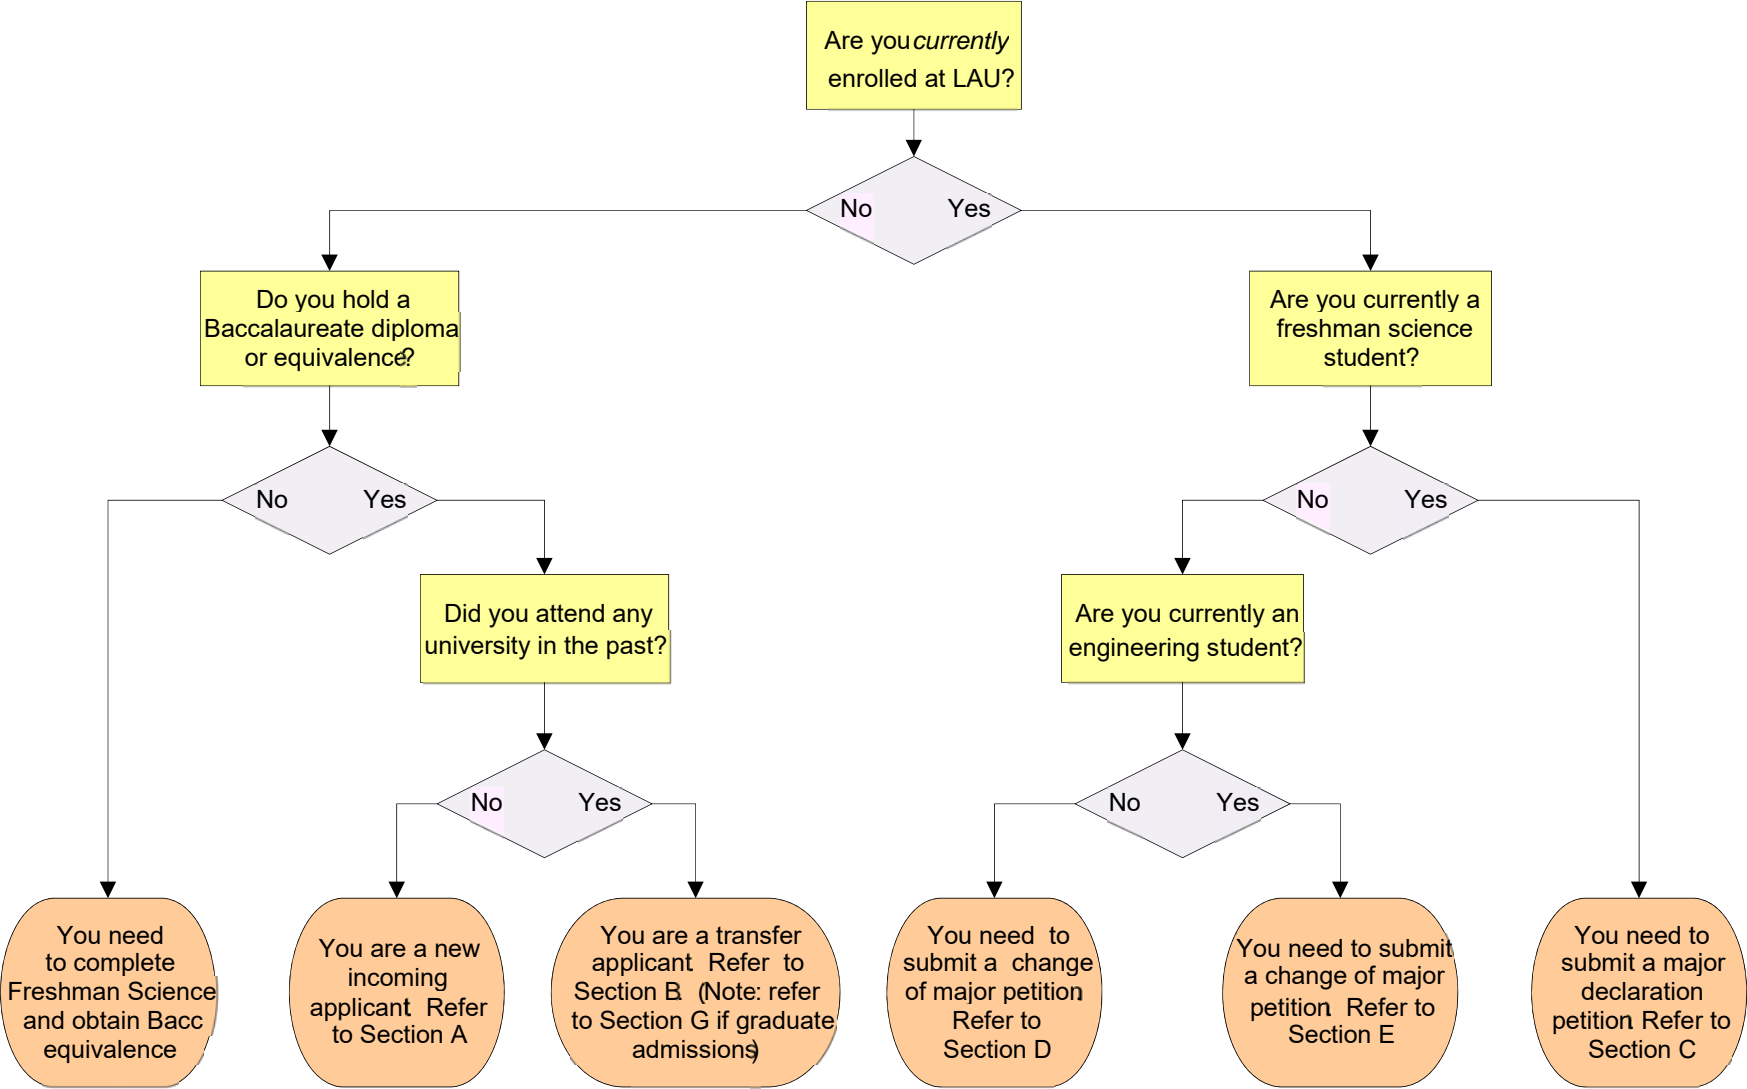 Are you currently
enrolled at LAU?
No
Yes
Do you hold a
Baccalaureate diploma
or equivalence?
Are you currently a
freshman science
student?
No
Yes
No
Yes
Did you attend any
university in the past?
Are you currently an
engineering student?
No
Yes
No
Yes
You need
to complete
Freshman Science
and obtain Bacc
equivalence
You are a new
incoming
applicant. Refer
to Section A
You are a transfer
applicant. Refer to
Section B. (Note: refer
to Section G if graduate
admissions)
You need to
submit a change
of major petition.
Refer to
Section D
You need to submit
a change of major
petition. Refer to
Section E
You need to
submit a major
declaration
petition. Refer to
Section C